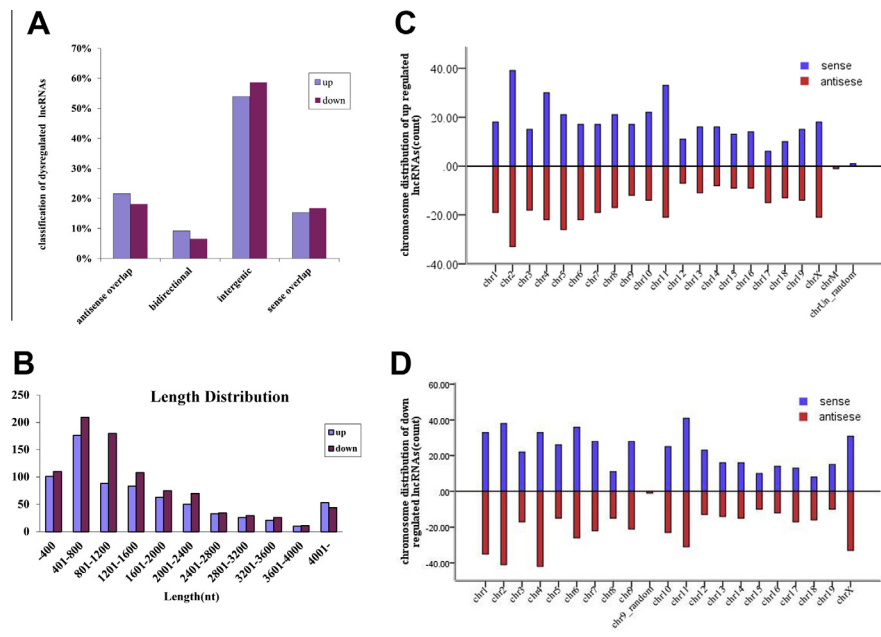 A
classification of dysregulated lncRNAs
70%
60%
50%
40%
30%
20%
10%
0%
up
down
antisense overlap
bidirectional
intergenic
sense overlap
B
Length Distribution
250
200
150
100
50
0
up
down
-400
401-800
801-1200
1201-1600
1601-2000
2001-2400
2401-2800
2801-3200
3201-3600
3601-4000
4001-
Length(nt)
C
chromosome distribution of up regulated
lncRNAs(count)
40.00
20.00
.00
-20.00
-40.00
sense
antisese
chr1
chr2
chr3
chr4
chr5
chr6
chr7
chr8
chr9
chr10
chr11
chr12
chr13
chr14
chr15
chr16
chr17
chr18
chr19
chrX
chrM
chrUn_random
D
chromosome distribution of down
regulated lncRNAs(count)
60.00
40.00
20.00
.00
-20.00
-40.00
sense
antisese
chr1
chr2
chr3
chr4
chr5
chr6
chr7
chr8
chr9
chr9_random
chr10
chr11
chr12
chr13
chr14
chr15
chr16
chr17
chr18
chr19
chrX